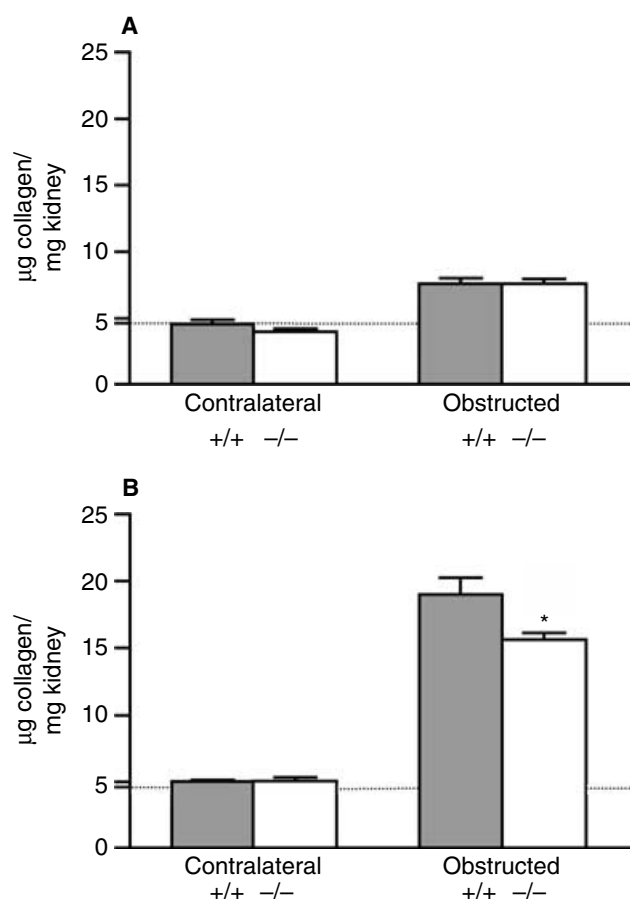 A
25
20
15
10
5
0
µg collagen/
mg kidney
Contralateral Obstructed
+/+ –/– +/+ –/–
B
25
20
15
10
5
0
µg collagen/
mg kidney
*
Contralateral Obstructed
+/+ –/– +/+ –/–